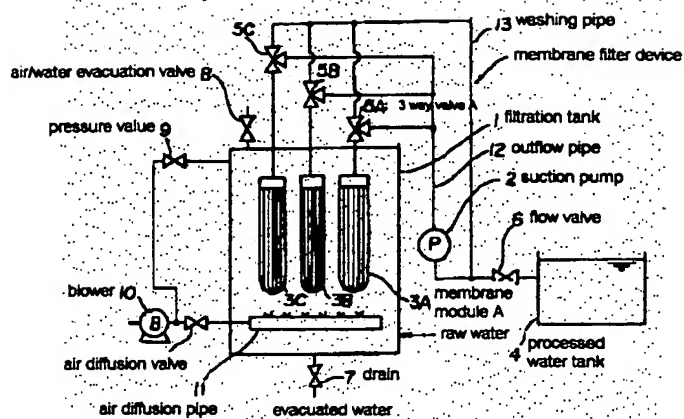 5C
13 washing pipe
membrane filter device
air/water evacuation valve 8
5B
5A: 3 way valve A
1 filtration tank
pressure value 9
12 outflow pipe
2 suction pump
6 flow valve
P
3C
3B
3A
blower 10
B
membrane
module A
raw water
4 processed
water tank
air diffusion valve
11
7 drain
air diffusion pipe
evacuated water